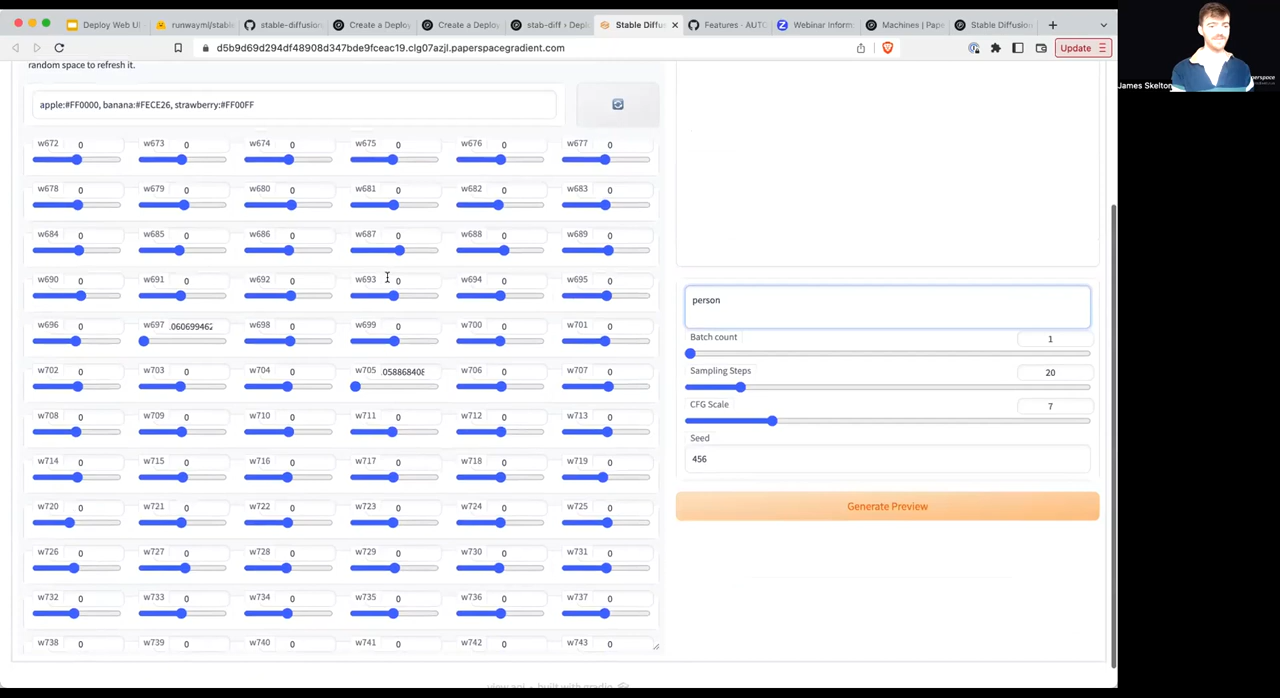 Deploy Web UI
runwayml/stable
stable-diffusion
Create a Deploy
Create a Deploy
stab-diff › Deplo
Stable Diffus
Features - AUTO
Webinar Inform
Machines | Pape
Stable Diffusion
d5b9d69d294df48908d347bde9fceac19.clg07azjl.paperspacegradient.com
Update
James Skelton
random space to refresh it.
apple:#FF0000, banana:#FECE26, strawberry:#FF00FF
w672 0 w673 0 w674 0 w675 0 w676 0 w677 0
w678 0 w679 0 w680 0 w681 0 w682 0 w683 0
w684 0 w685 0 w686 0 w687 0 w688 0 w689 0
w690 0 w691 0 w692 0 w693 0 w694 0 w695 0
w696 0 w697 .060699462 w698 0 w699 0 w700 0 w701 0
w702 0 w703 0 w704 0 w705 .058868408 w706 0 w707 0
w708 0 w709 0 w710 0 w711 0 w712 0 w713 0
w714 0 w715 0 w716 0 w717 0 w718 0 w719 0
w720 0 w721 0 w722 0 w723 0 w724 0 w725 0
w726 0 w727 0 w728 0 w729 0 w730 0 w731 0
w732 0 w733 0 w734 0 w735 0 w736 0 w737 0
w738 0 w739 0 w740 0 w741 0 w742 0 w743 0
person
Batch count 1
Sampling Steps 20
CFG Scale 7
Seed
456
Generate Preview